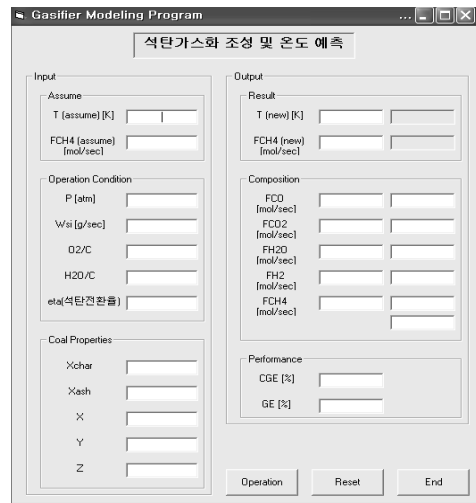 Gasifier Modeling Program
석탄가스화 조성 및 온도 예측
Input
Assume
T (assume) [K]
FCH4 (assume)
[mol/sec]
Operation Condition
P [atm]
Wsi [g/sec]
O2/C
H2O/C
eta(석탄전환율)
Coal Properties
Xchar
Xash
X
Y
Z
Output
Result
T (new) [K]
FCH4 (new)
[mol/sec]
Composition
FCO
[mol/sec]
FCO2
[mol/sec]
FH2O
[mol/sec]
FH2
[mol/sec]
FCH4
[mol/sec]
Performance
CGE [%]
GE [%]
Operation
Reset
End